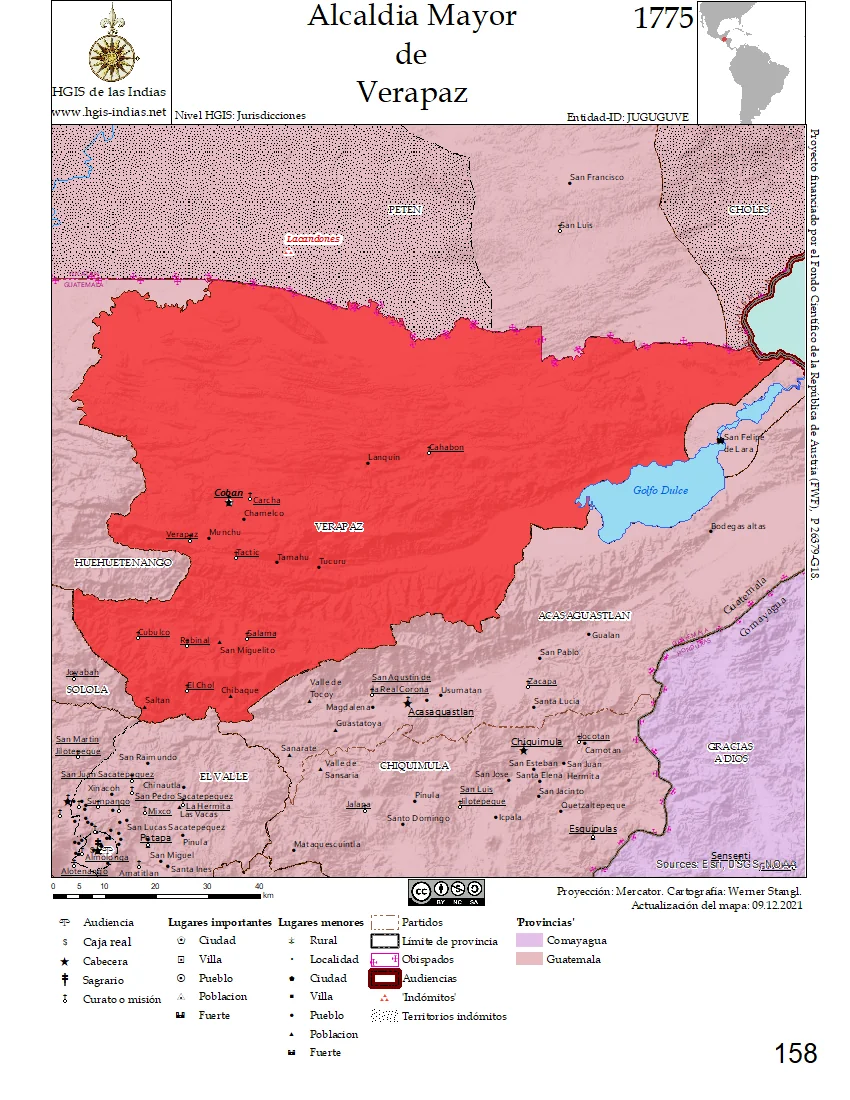 Alcaldia Mayor
de
Verapaz
1775
HGIS de las Indias
www.hgis-indias.net
Nivel HGIS: Jurisdicciones
Entidad-ID: JUGUGUVE
Proyecto financiado por el Fondo Científico de la República de Austria (FWF), P 26379-G18.
San Francisco
PETEN
CHOLES
San Luis
Lacandones
GUATEMALA
Cahabon
Lanquin
San Felipe
de Lara
Coban
Carcha
Chamelco
Golfo Dulce
VERAPAZ
Verapaz
Munchu
Bodegas altas
Tactic
Tamahu
Tucuru
HUEHUETENANGO
Guatemala
Comayagua
GUATEMALA
HONDURAS
ACASAGUASTLAN
Gualan
Cubulco
Rabinal
Salama
San Miguelito
San Pablo
Joyabah
SOLOLA
El Chol
Chibaque
Saltan
Valle de
Tocoy
San Agustin de
la Real Corona
Usumatan
Magdalena
Acasaguastlan
Zacapa
Santa Lucia
Guastatoya
San Martin
Jilotepeque
San Raimundo
Sanarate
Valle de
Sansaria
CHIQUIMULA
Chiquimula
Jocotan
Camotan
GRACIAS
A DIOS
San Juan Sacatepequez
EL VALLE
San Esteban
San Juan
Hermita
San Jose
Santa Elena
Xinacoh
Chinautla
San Pedro Sacatepequez
Sumpango
La Hermita
Mixco
Las Vacas
Jalapa
Pinula
San Luis
Jilotepeque
San Jacinto
Quetzaltepeque
San Lucas Sacatepequez
Santo Domingo
Icpala
Esquipulas
Petapa
Pinula
Mataquescuintla
Almolonga
San Miguel
Alotenango
Amatitlan
Santa Ines
Sensenti
Sources: Esri, USGS, NOAA
0 5 10 20 30 40
km
CC BY NC SA
Proyección: Mercator. Cartografía: Werner Stangl.
Actualización del mapa: 09.12.2021
Audiencia
Caja real
Cabecera
Sagrario
Curato o misión
Lugares importantes
Ciudad
Villa
Pueblo
Poblacion
Fuerte
Lugares menores
Rural
Localidad
Ciudad
Villa
Pueblo
Poblacion
Fuerte
Partidos
Límite de provincia
Obispados
Audiencias
'Indómitos'
Territorios indómitos
'Provincias'
Comayagua
Guatemala
158